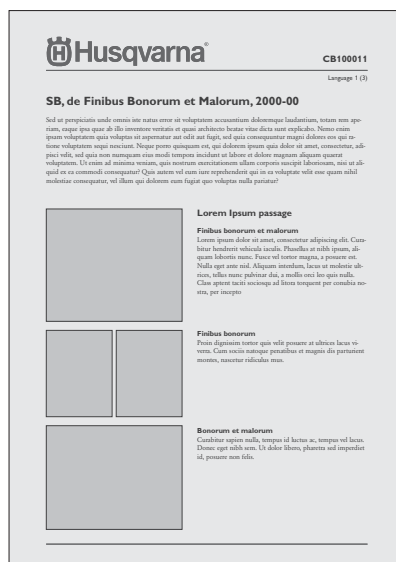 Husqvarna®
CB100011
Language 1 (3)
SB, de Finibus Bonorum et Malorum, 2000-00
Sed ut perspiciatis unde omnis iste natus error sit voluptatem accusantium doloremque laudantium, totam rem ape-
riam, eaque ipsa quae ab illo inventore veritatis et quasi architecto beatae vitae dicta sunt explicabo. Nemo enim
ipsam voluptatem quia voluptas sit aspernatur aut odit aut fugit, sed quia consequuntur magni dolores eos qui ra-
tione voluptatem sequi nesciunt. Neque porro quisquam est, qui dolorem ipsum quia dolor sit amet, consectetur, adi-
pisci velit, sed quia non numquam eius modi tempora incidunt ut labore et dolore magnam aliquam quaerat
voluptatem. Ut enim ad minima veniam, quis nostrum exercitationem ullam corporis suscipit laboriosam, nisi ut ali-
quid ex ea commodi consequatur? Quis autem vel eum iure reprehenderit qui in ea voluptate velit esse quam nihil
molestiae consequatur, vel illum qui dolorem eum fugiat quo voluptas nulla pariatur?
Lorem Ipsum passage
Finibus bonorum et malorum
Lorem ipsum dolor sit amet, consectetur adipiscing elit. Cura-
bitur hendrerit vehicula iaculis. Phasellus at nibh ipsum, ali-
quam lobortis nunc. Fusce vel tortor magna, a posuere est.
Nulla eget ante nisl. Aliquam interdum, lacus ut molestie ult-
rices, tellus nunc pulvinar dui, a mollis orci leo quis nulla.
Class aptent taciti sociosqu ad litora torquent per conubia no-
stra, per incepto
Finibus bonorum
Proin dignissim tortor quis velit posuere at ultrices lacus vi-
verra. Cum sociis natoque penatibus et magnis dis parturient
montes, nascetur ridiculus mus.
Bonorum et malorum
Curabitur sapien nulla, tempus id luctus ac, tempus vel lacus.
Donec eget nibh sem. Ut dolor libero, pharetra sed imperdiet
id, posuere non felis.